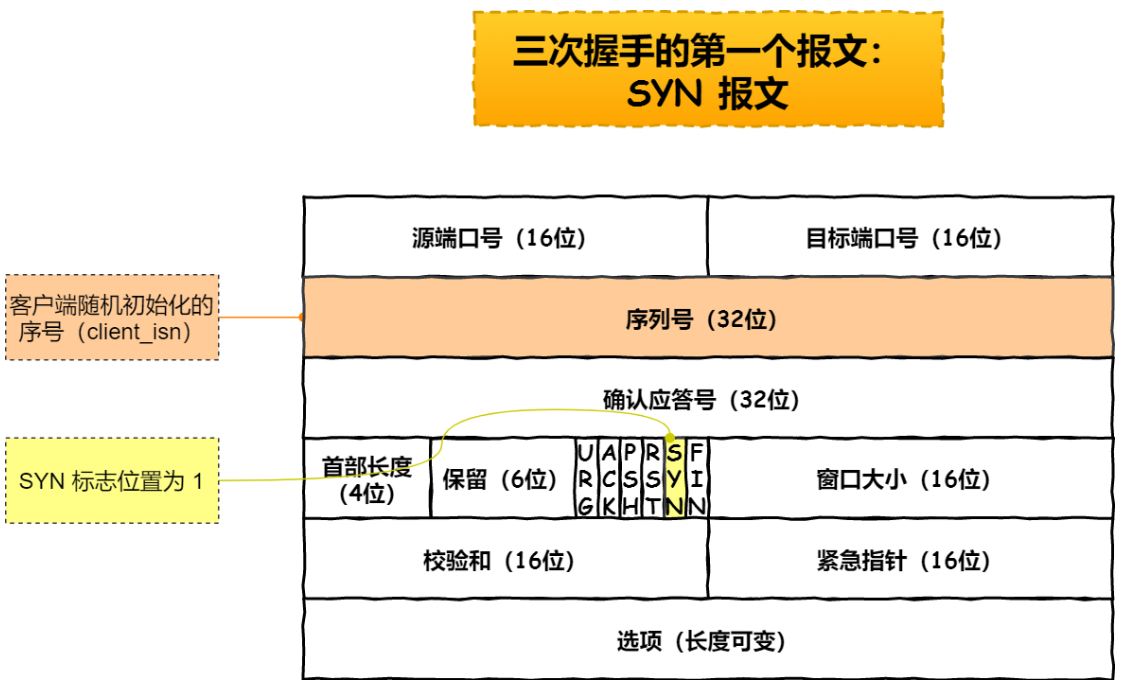 三次握手的第一个报文：
SYN 报文
源端口号（16位）
目标端口号（16位）
客户端随机初始化的
序号（client_isn）
序列号（32位）
确认应答号（32位）
SYN 标志位置为 1
首部长度
（4位）
保留（6位）
URG
ACK
PSH
RST
SYN
FIN
窗口大小（16位）
校验和（16位）
紧急指针（16位）
选项（长度可变）